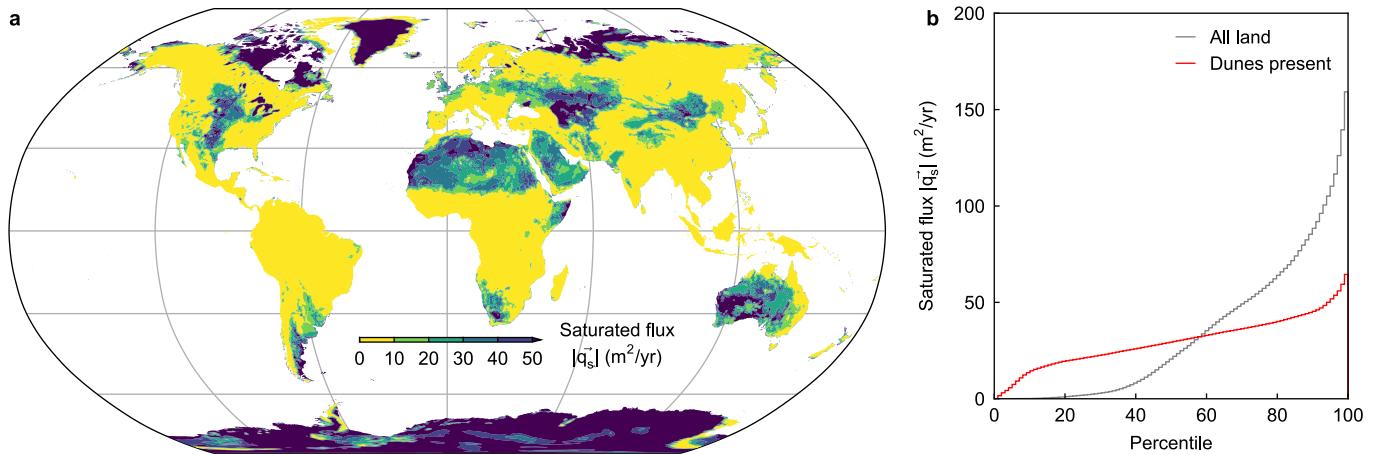 a
Saturated flux
|q⃗ₛ| (m²/yr)
0 10 20 30 40 50
b
200
150
100
50
0
Saturated flux |q⃗ₛ| (m²/yr)
All land
Dunes present
0 20 40 60 80 100
Percentile